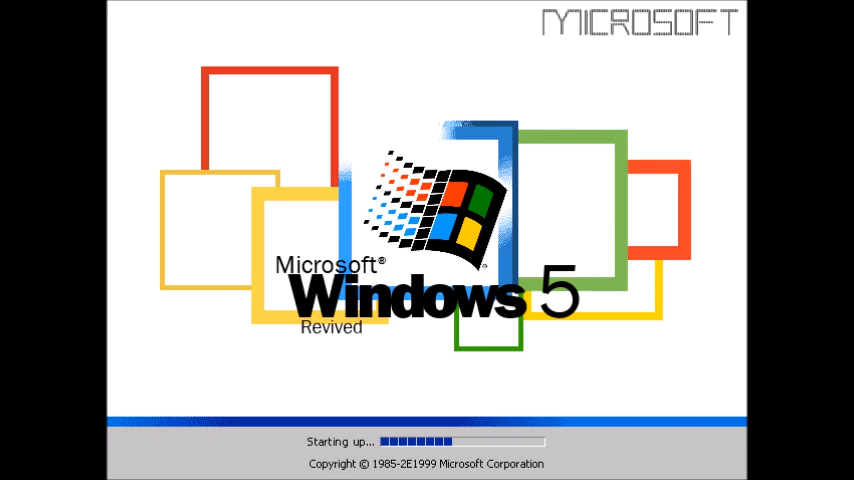 MICROSOFT
Microsoft®
Windows 5
Revived
Starting up...
Copyright © 1985-2E1999 Microsoft Corporation